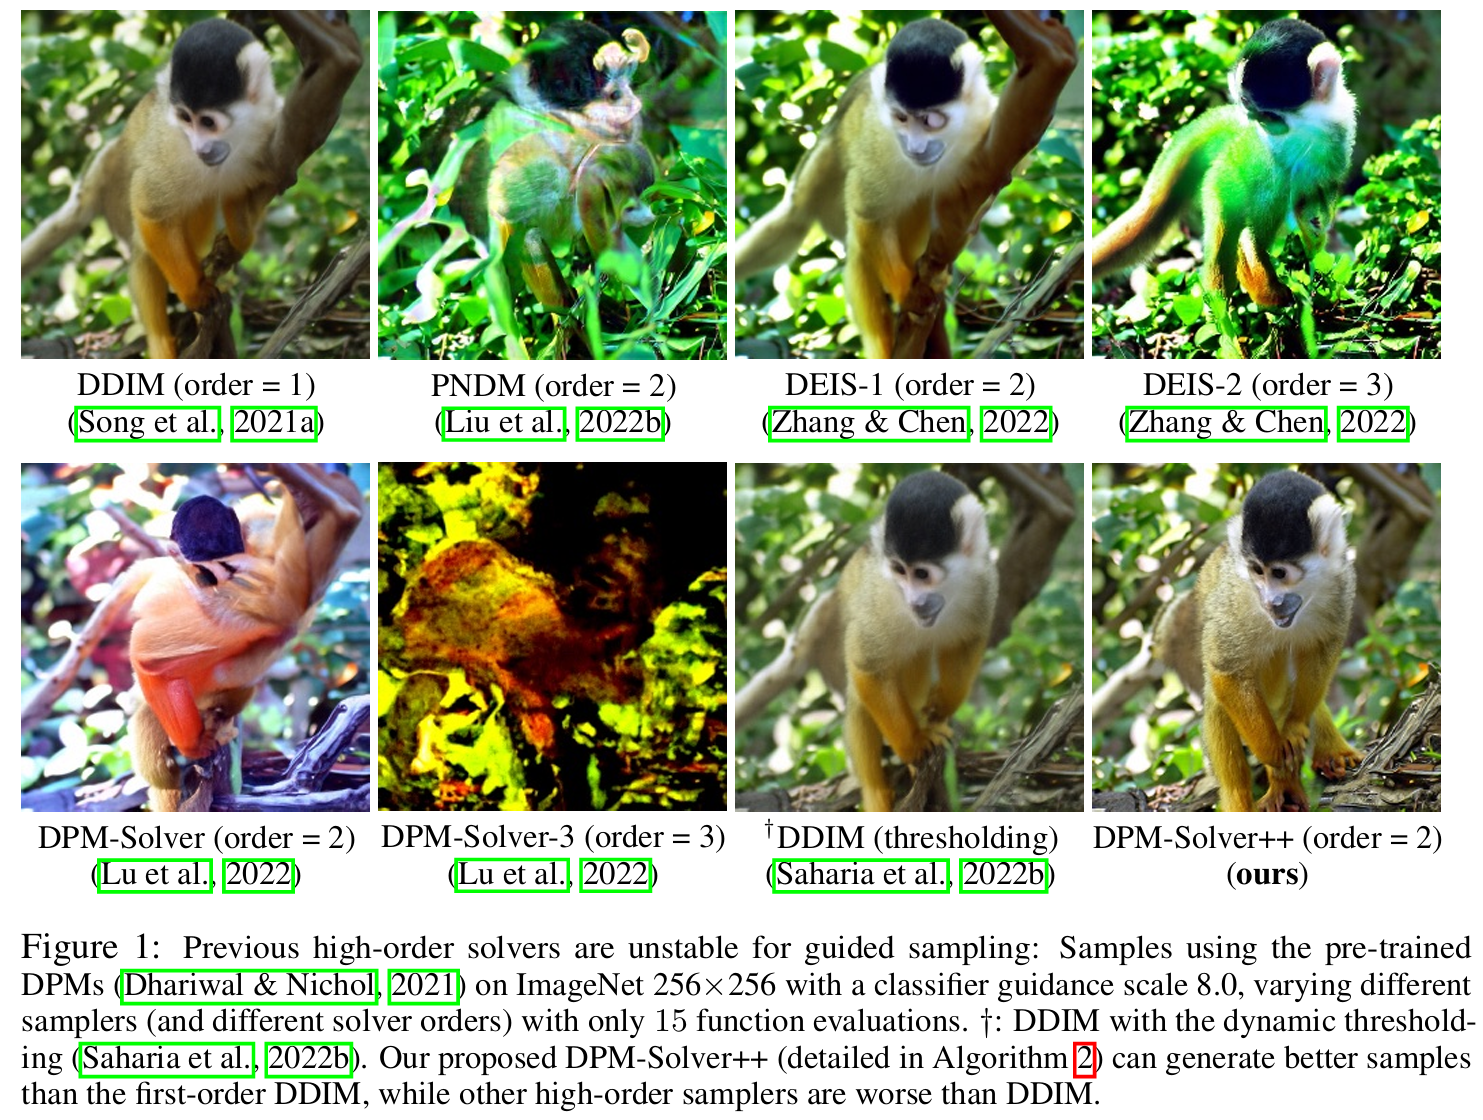 DDIM (order = 1)
(Song et al., 2021a)
PNDM (order = 2)
(Liu et al., 2022b)
DEIS-1 (order = 2)
(Zhang & Chen, 2022)
DEIS-2 (order = 3)
(Zhang & Chen, 2022)
DPM-Solver (order = 2)
(Lu et al., 2022)
DPM-Solver-3 (order = 3)
(Lu et al., 2022)
†DDIM (thresholding)
(Saharia et al., 2022b)
DPM-Solver++ (order = 2)
(ours)
Figure 1: Previous high-order solvers are unstable for guided sampling: Samples using the pre-trained
DPMs (Dhariwal & Nichol, 2021) on ImageNet 256×256 with a classifier guidance scale 8.0, varying different
samplers (and different solver orders) with only 15 function evaluations. †: DDIM with the dynamic threshold-
ing (Saharia et al., 2022b). Our proposed DPM-Solver++ (detailed in Algorithm 2) can generate better samples
than the first-order DDIM, while other high-order samplers are worse than DDIM.